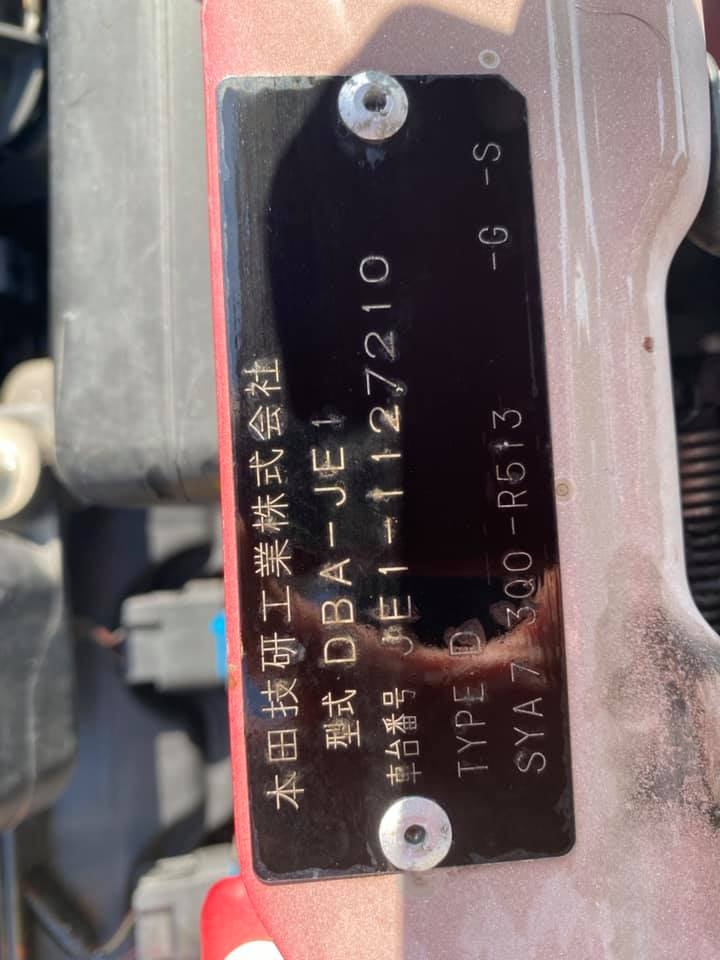 本田技研工業株式会社
型式 DBA-JE1
車台番号 JE1-1127210
TYPE D
SYA7 3Q0-R513 -G -S